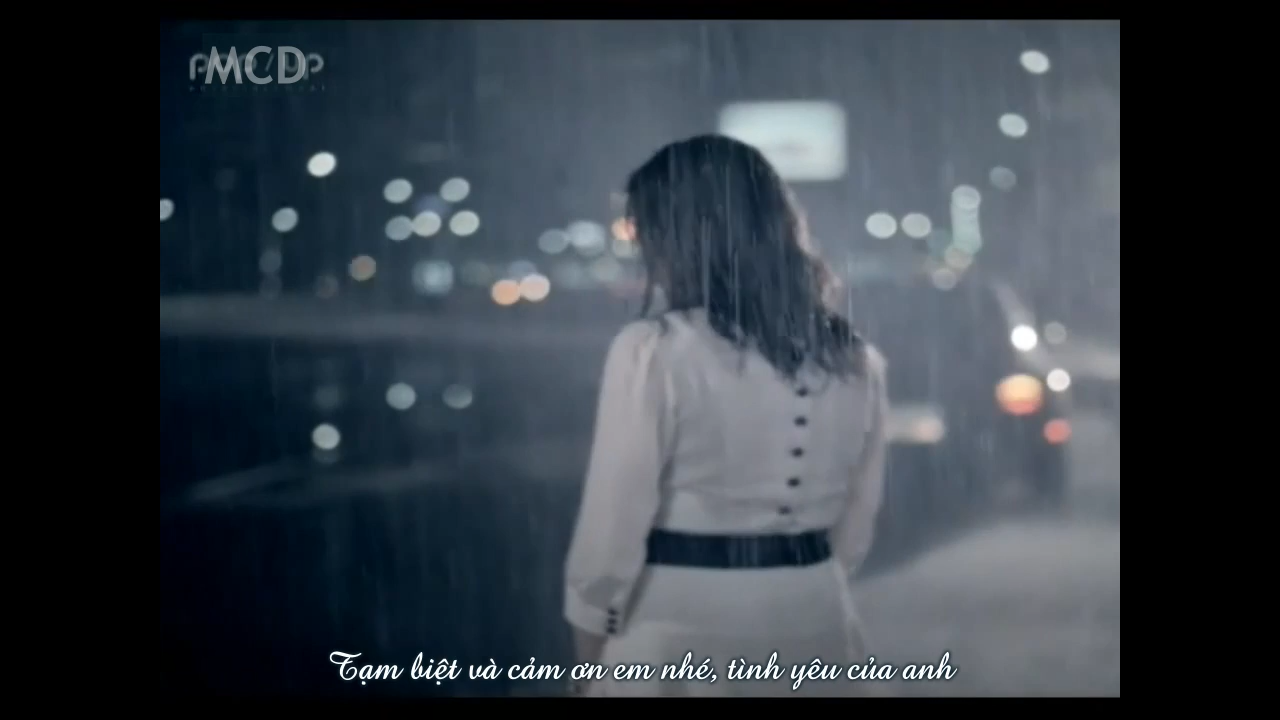 MCD
Tạm biệt và cảm ơn em nhé, tình yêu của anh